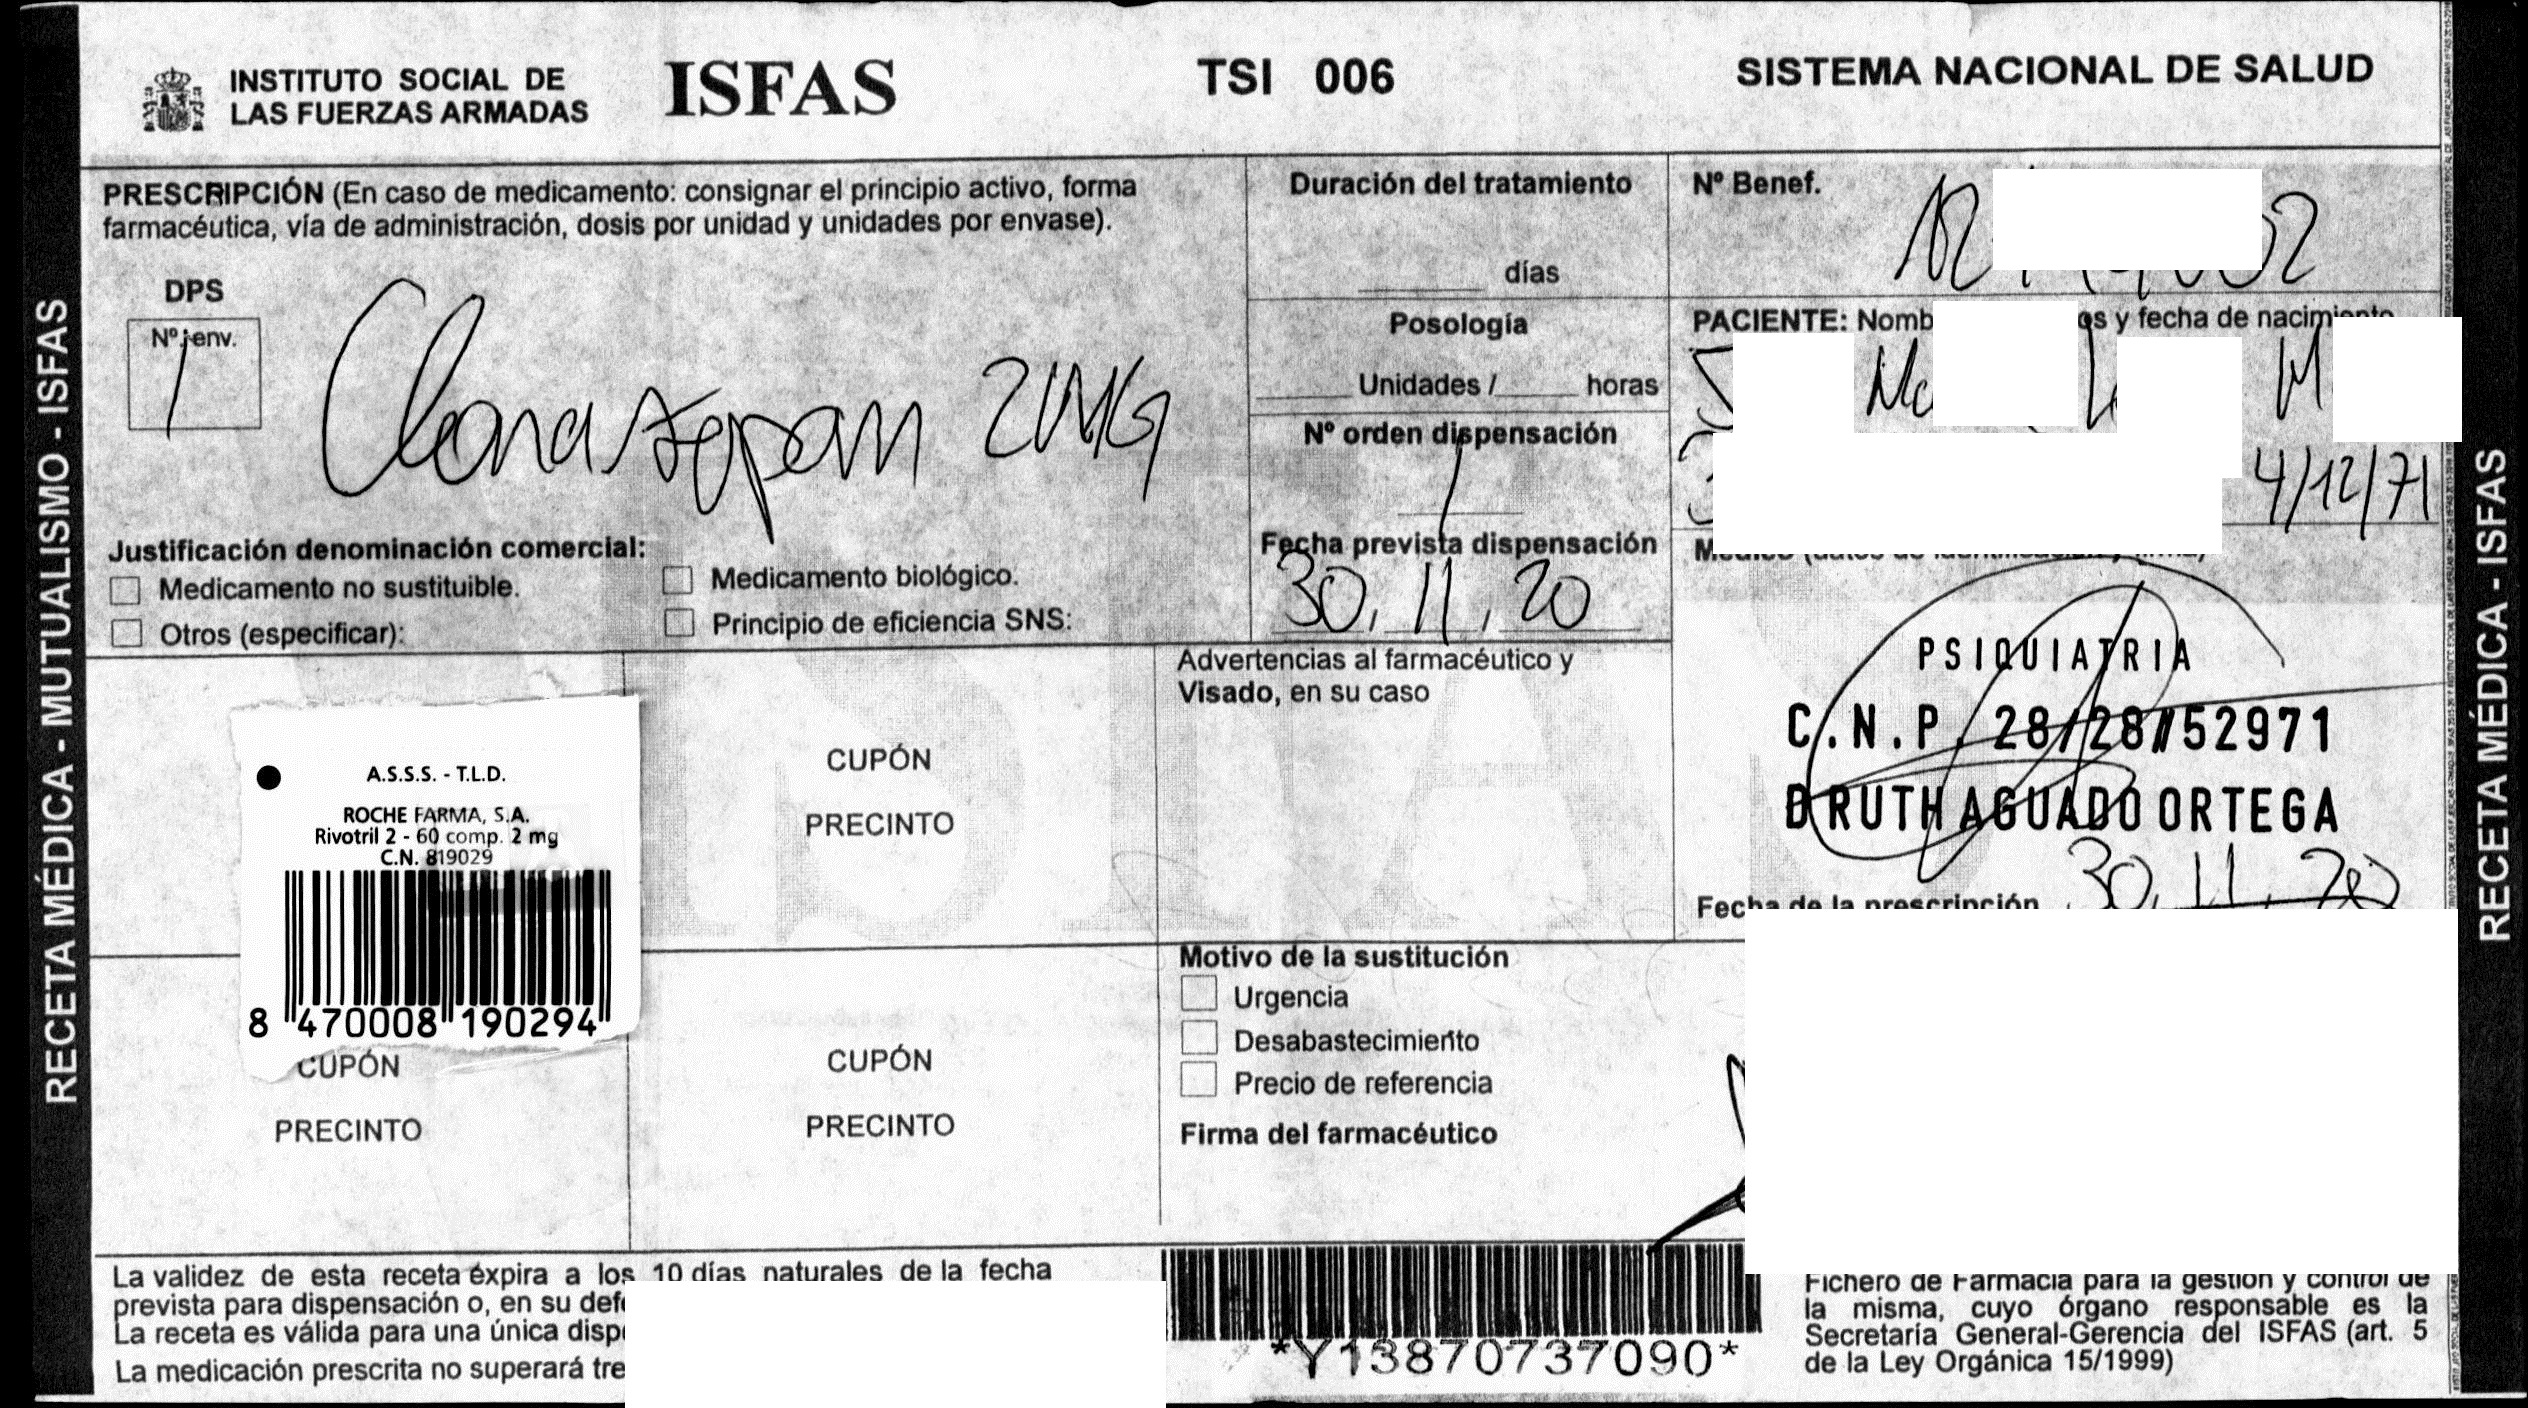 INSTITUTO SOCIAL DE
LAS FUERZAS ARMADAS
ISFAS
TSI 006
SISTEMA NACIONAL DE SALUD
RECETA MÉDICA - MUTUALISMO - ISFAS
PRESCRIPCIÓN (En caso de medicamento: consignar el principio activo, forma
farmacéutica, vía de administración, dosis por unidad y unidades por envase).
DPS
Nº env.
1
Clonazepam 2MG
Justificación denominación comercial:
Medicamento no sustituible.
Otros (especificar):
Medicamento biológico.
Principio de eficiencia SNS:
Duración del tratamiento
días
Posología
Unidades / horas
Nº orden dispensación
1
Fecha prevista dispensación
30, 11, 20
Nº Benef.
PACIENTE: y fecha de nacimiento
4/12/71
PSIQUIATRIA
C.N.P. 28/28/52971
D RUTH AGUADO ORTEGA
Fecha de la prescripción 30, 11, 20
A.S.S.S. - T.L.D.
ROCHE FARMA, S.A.
Rivotril 2 - 60 comp. 2 mg
C.N. 819029
8 470008 190294
CUPÓN
PRECINTO
CUPÓN
PRECINTO
CUPÓN
PRECINTO
Advertencias al farmacéutico y
Visado, en su caso
Motivo de la sustitución
Urgencia
Desabastecimiento
Precio de referencia
Firma del farmacéutico
La validez de esta receta expira a los 10 días naturales de la fecha
prevista para dispensación o, en su
La receta es válida para una única
La medicación prescrita no superará
*Y13870737090*
Fichero de Farmacia para la gestión y control de
la misma, cuyo órgano responsable es la
Secretaría General-Gerencia del ISFAS (art. 5
de la Ley Orgánica 15/1999)
RECETA MÉDICA - ISFAS